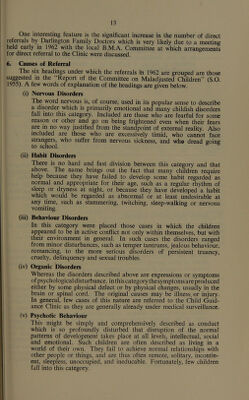 13
One interesting feature is the significant increase in the number of direct
referrals by Darlington Family Doctors which is very likely due to a meeting
held early in 1962 with the local B.M.A. Committee at which arrangements
for direct referral to the Clinic were discussed.
6. Causes of Referral
The six headings under which the referrals in 1962 are grouped are those
suggested in the "Report of the Committee on Maladjusted Children" (S.O.
1955). A few words of explanation of the headings are given below.
(i) Nervous Disorders
The word nervous is, of course, used in its popular sense to describe
a disorder which is primarily emotional and many childish disorders
fall into this category. Included are those who are fearful for some
reason or other and go on being frightened even when their fears
are in no way justified from the standpoint of external reality. Also
included are those who are excessively timid, who cannot face
strangers, who suffer from nervous sickness, and who dread going
to school.
(ii) Habit Disorders
There is no hard and fast division between this category and that
above. The name brings out the fact that many children require
help because they have failed to develop some habit regarded as
normal and appropriate for their age, such as a regular rhythm of
sleep or dryness at night, or because they have developed a habit
which would be regarded as abnormal or at least undesirable at
any time, such as stammering, twitching, sleep-walking or nervous
vomiting.
(iii) Behaviour Disorders
In this category were placed those cases in which the children
appeared to be in active conflict not only within themselves, but with
their environment in general. In such cases the disorders ranged
from minor disturbances, such as temper tantrums, jealous behaviour,
romancing, to the more serious disorders of persistent truancy,
cruelty, delinquency and sexual troubles.
(iv) Organic Disorders
Whereas the disorders described above are expressions or symptoms
of psychological disturbance, in this category the symptoms are produced
either by some physical defect or by physical changes, usually in the
brain or spinal cord. The original causes may be illness or injury.
In general, few cases of this nature are referred to the Child Guid-
ance Clinic as they are generally already under medical surveillance.
(v) Psychotic Behaviour
This might be simply and comprehensively described as conduct
which is so profoundly disturbed that disruption of the normal
patterns of development takes place at all levels, intellectual, social
and emotional. Such children are often described as living in a
world of their own. They fail to achieve normal relationships with
other people or things, and are thus often remote, solitary, incontin-
ent, sleepless, unoccupied, and ineducable. Fortunately, few children
fall into this category.